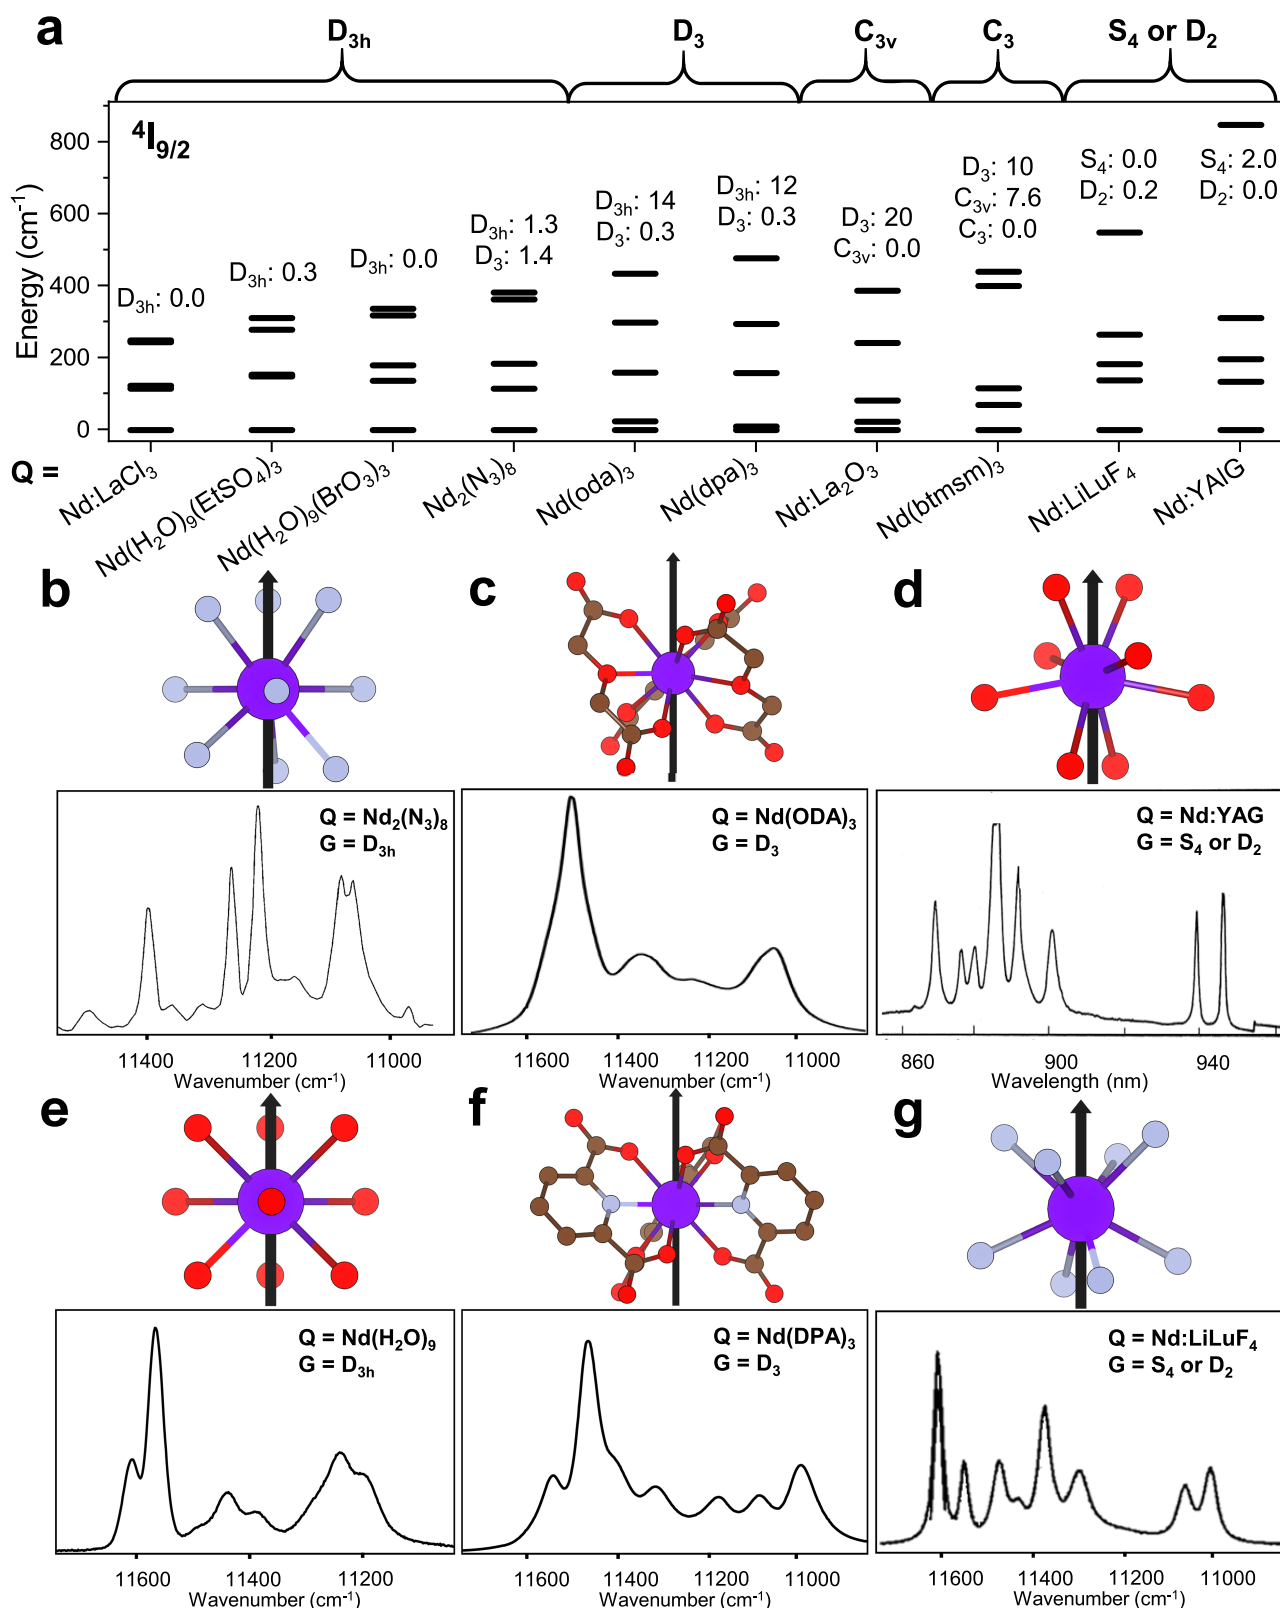 a
D₃ₕ D₃ C₃ᵥ C₃ S₄ or D₂
⁴I₉/₂
Energy (cm⁻¹)
800
600
400
200
0
D₃ₕ: 0.0
D₃ₕ: 0.3
D₃ₕ: 0.0
D₃ₕ: 1.3
D₃: 1.4
D₃ₕ: 14
D₃: 0.3
D₃ₕ: 12
D₃: 0.3
D₃: 20
C₃ᵥ: 0.0
D₃: 10
C₃ᵥ: 7.6
C₃: 0.0
S₄: 0.0
D₂: 0.2
S₄: 2.0
D₂: 0.0
Q =
Nd:LaCl₃
Nd(H₂O)₉(EtSO₄)₃
Nd(H₂O)₉(BrO₃)₃
Nd₂(N₃)₈
Nd(oda)₃
Nd(dpa)₃
Nd:La₂O₃
Nd(btmsm)₃
Nd:LiLuF₄
Nd:YAlG
b
Q = Nd₂(N₃)₈
G = D₃ₕ
11400 11200 11000
Wavenumber (cm⁻¹)
c
Q = Nd(ODA)₃
G = D₃
11600 11400 11200 11000
Wavenumber (cm⁻¹)
d
Q = Nd:YAG
G = S₄ or D₂
860 900 940
Wavelength (nm)
e
Q = Nd(H₂O)₉
G = D₃ₕ
11600 11400 11200
Wavenumber (cm⁻¹)
f
Q = Nd(DPA)₃
G = D₃
11600 11400 11200 11000
Wavenumber (cm⁻¹)
g
Q = Nd:LiLuF₄
G = S₄ or D₂
11600 11400 11200 11000
Wavenumber (cm⁻¹)